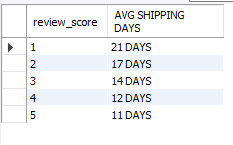 review_score AVG SHIPPING DAYS
1 21 DAYS
2 17 DAYS
3 14 DAYS
4 12 DAYS
5 11 DAYS